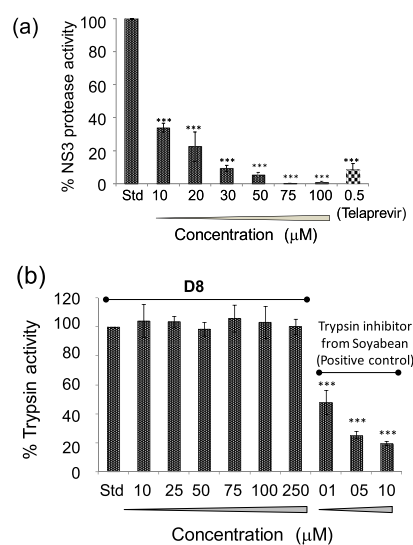 (a)
% NS3 protease activity
100
80
60
40
20
0
*** *** *** *** *** *** ***
Std 10 20 30 50 75 100 0.5
(Telaprevir)
Concentration (μM)
(b)
% Trypsin activity
120
100
80
60
40
20
0
D8
Trypsin inhibitor
from Soyabean
(Positive control)
*** *** ***
Std 10 25 50 75 100 250 01 05 10
Concentration (μM)